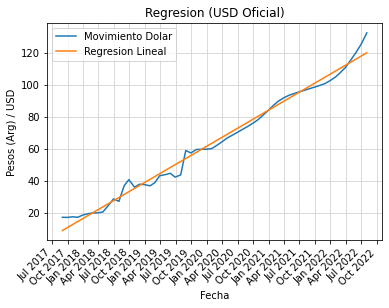 Regresion (USD Oficial)
Movimiento Dolar
Regresion Lineal
Pesos (Arg) / USD
120
100
80
60
40
20
Jul 2017
Oct 2017
Jan 2018
Apr 2018
Jul 2018
Oct 2018
Jan 2019
Apr 2019
Jul 2019
Oct 2019
Jan 2020
Apr 2020
Jul 2020
Oct 2020
Jan 2021
Apr 2021
Jul 2021
Oct 2021
Jan 2022
Apr 2022
Jul 2022
Oct 2022
Fecha